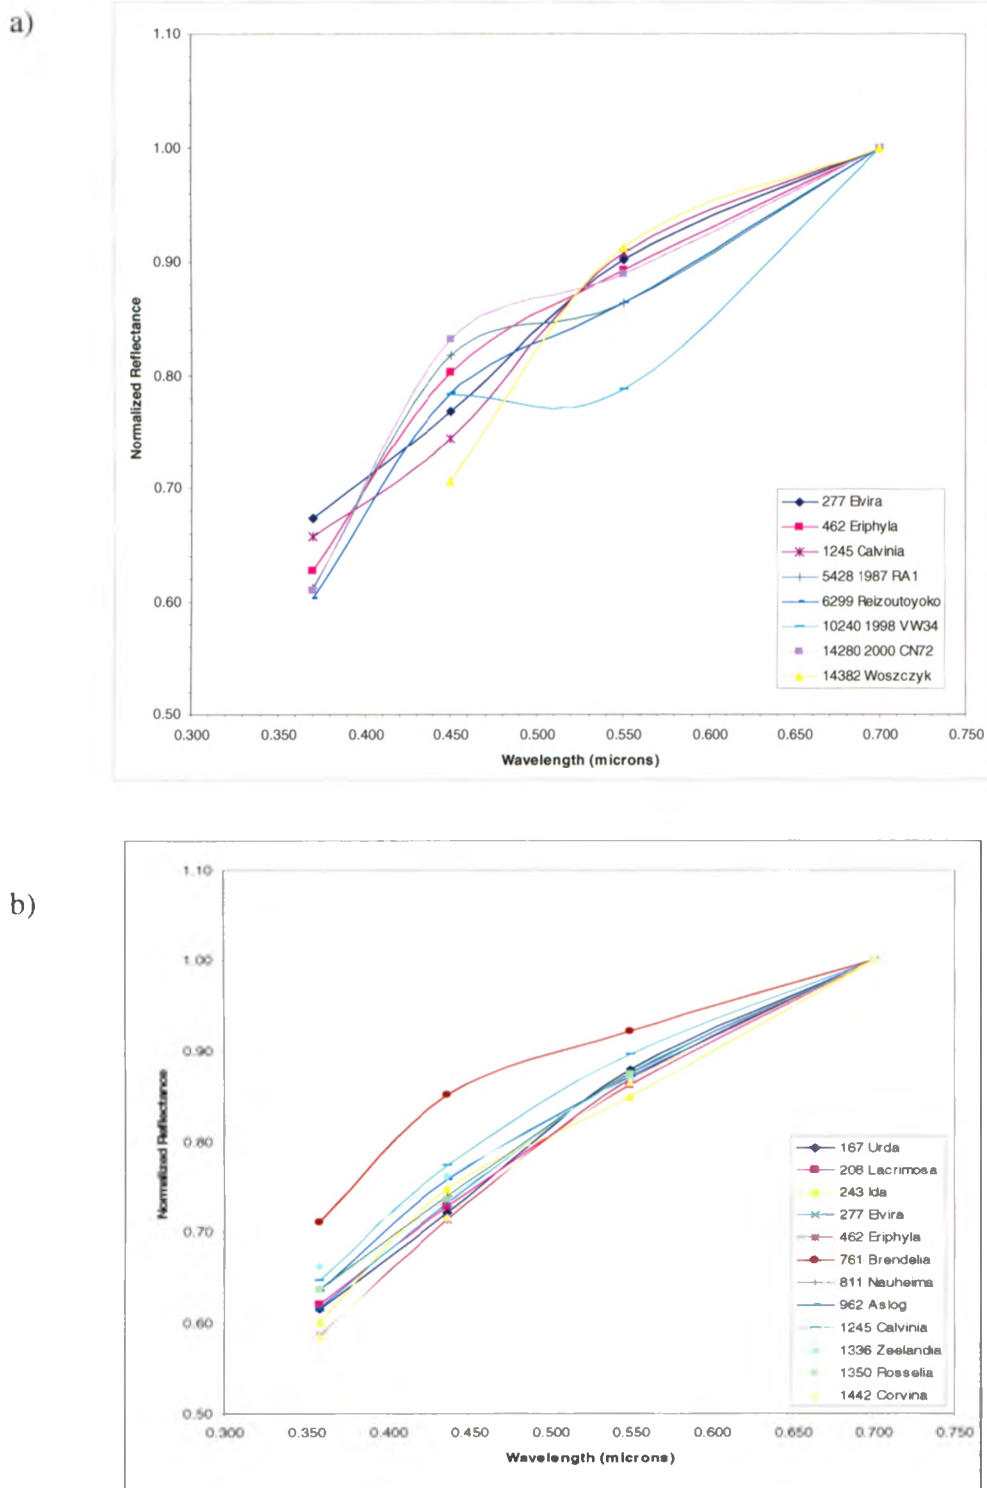 a)
1.10
1.00
0.90
0.80
0.70
0.60
0.50
Normalized Reflectance
0.300 0.350 0.400 0.450 0.500 0.550 0.600 0.650 0.700 0.750
Wavelength (microns)
277 Elvira
462 Eriphyla
1245 Calvinia
5428 1987 RA1
6299 Reizoutoyoko
10240 1998 VW34
14280 2000 CN72
14382 Woszczyk
b)
1.10
1.00
0.90
0.80
0.70
0.60
0.50
Normalized Reflectance
0.300 0.350 0.400 0.450 0.500 0.550 0.600 0.650 0.700 0.750
Wavelength (microns)
167 Urda
208 Lacrimosa
243 Ida
277 Elvira
462 Eriphyla
761 Brendelia
811 Nauheima
962 Aslog
1245 Calvinia
1336 Zeelandia
1350 Rosselia
1442 Corvina